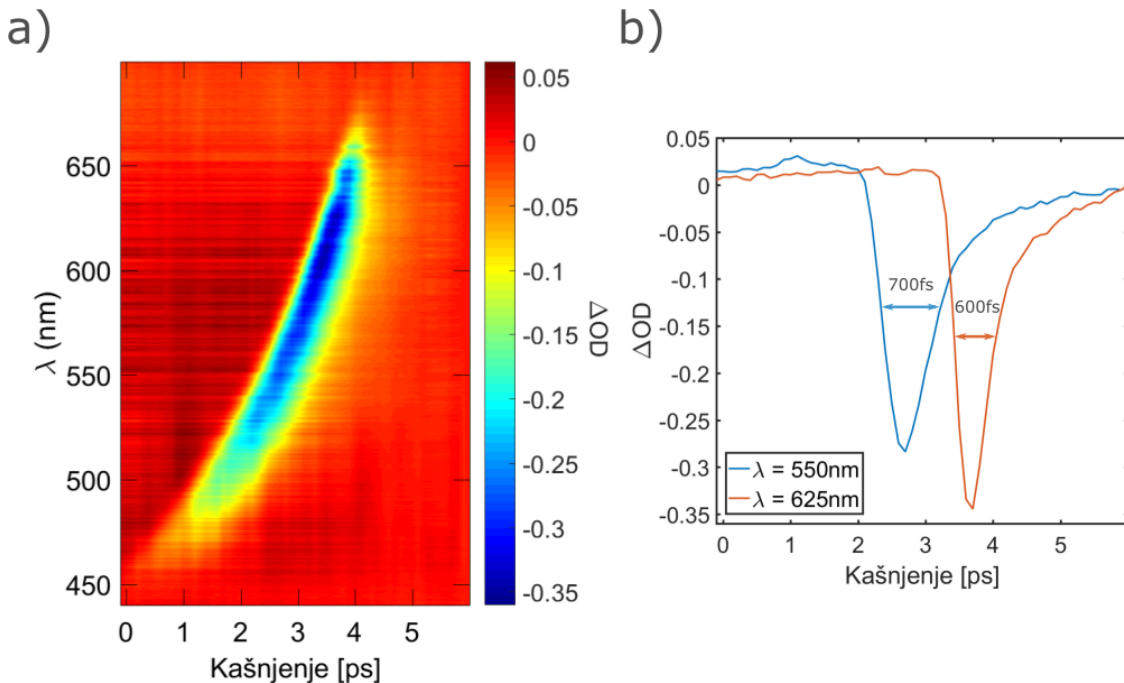 a)
λ (nm)
650
600
550
500
450
0 1 2 3 4 5
Kašnjenje [ps]
0.05
0
-0.05
-0.1
-0.15
-0.2
-0.25
-0.3
-0.35
ΔOD
b)
ΔOD
0.05
0
-0.05
-0.1
-0.15
-0.2
-0.25
-0.3
-0.35
700fs
600fs
λ = 550nm
λ = 625nm
0 1 2 3 4 5
Kašnjenje [ps]